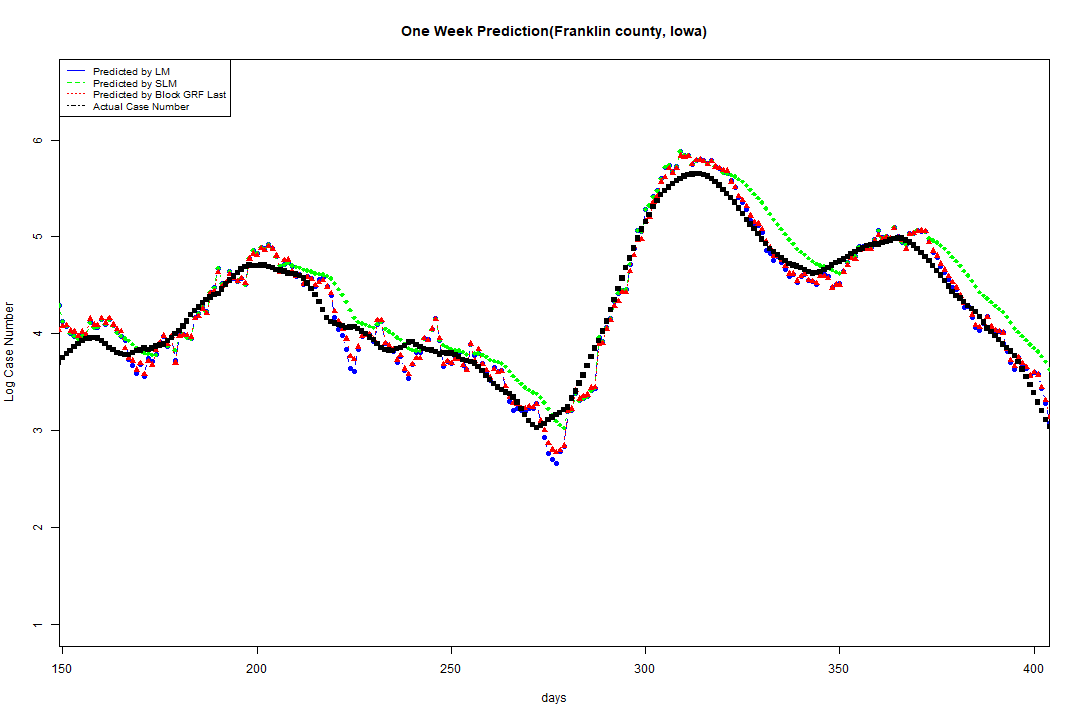 One Week Prediction(Franklin county, Iowa)
Predicted by LM
Predicted by SLM
Predicted by Block GRF Last
Actual Case Number
6
5
4
3
2
1
Log Case Number
150 200 250 300 350 400
days